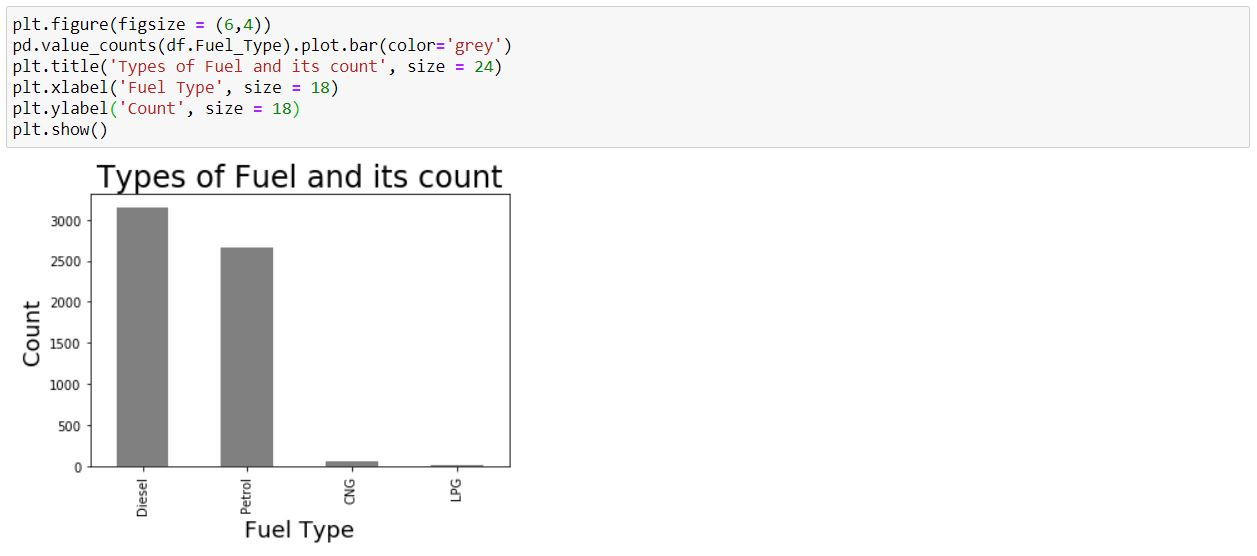 plt.figure(figsize = (6,4))
pd.value_counts(df.Fuel_Type).plot.bar(color='grey')
plt.title('Types of Fuel and its count', size = 24)
plt.xlabel('Fuel Type', size = 18)
plt.ylabel('Count', size = 18)
plt.show()
Types of Fuel and its count
3000
2500
2000
1500
1000
500
0
Count
Diesel
Petrol
CNG
LPG
Fuel Type